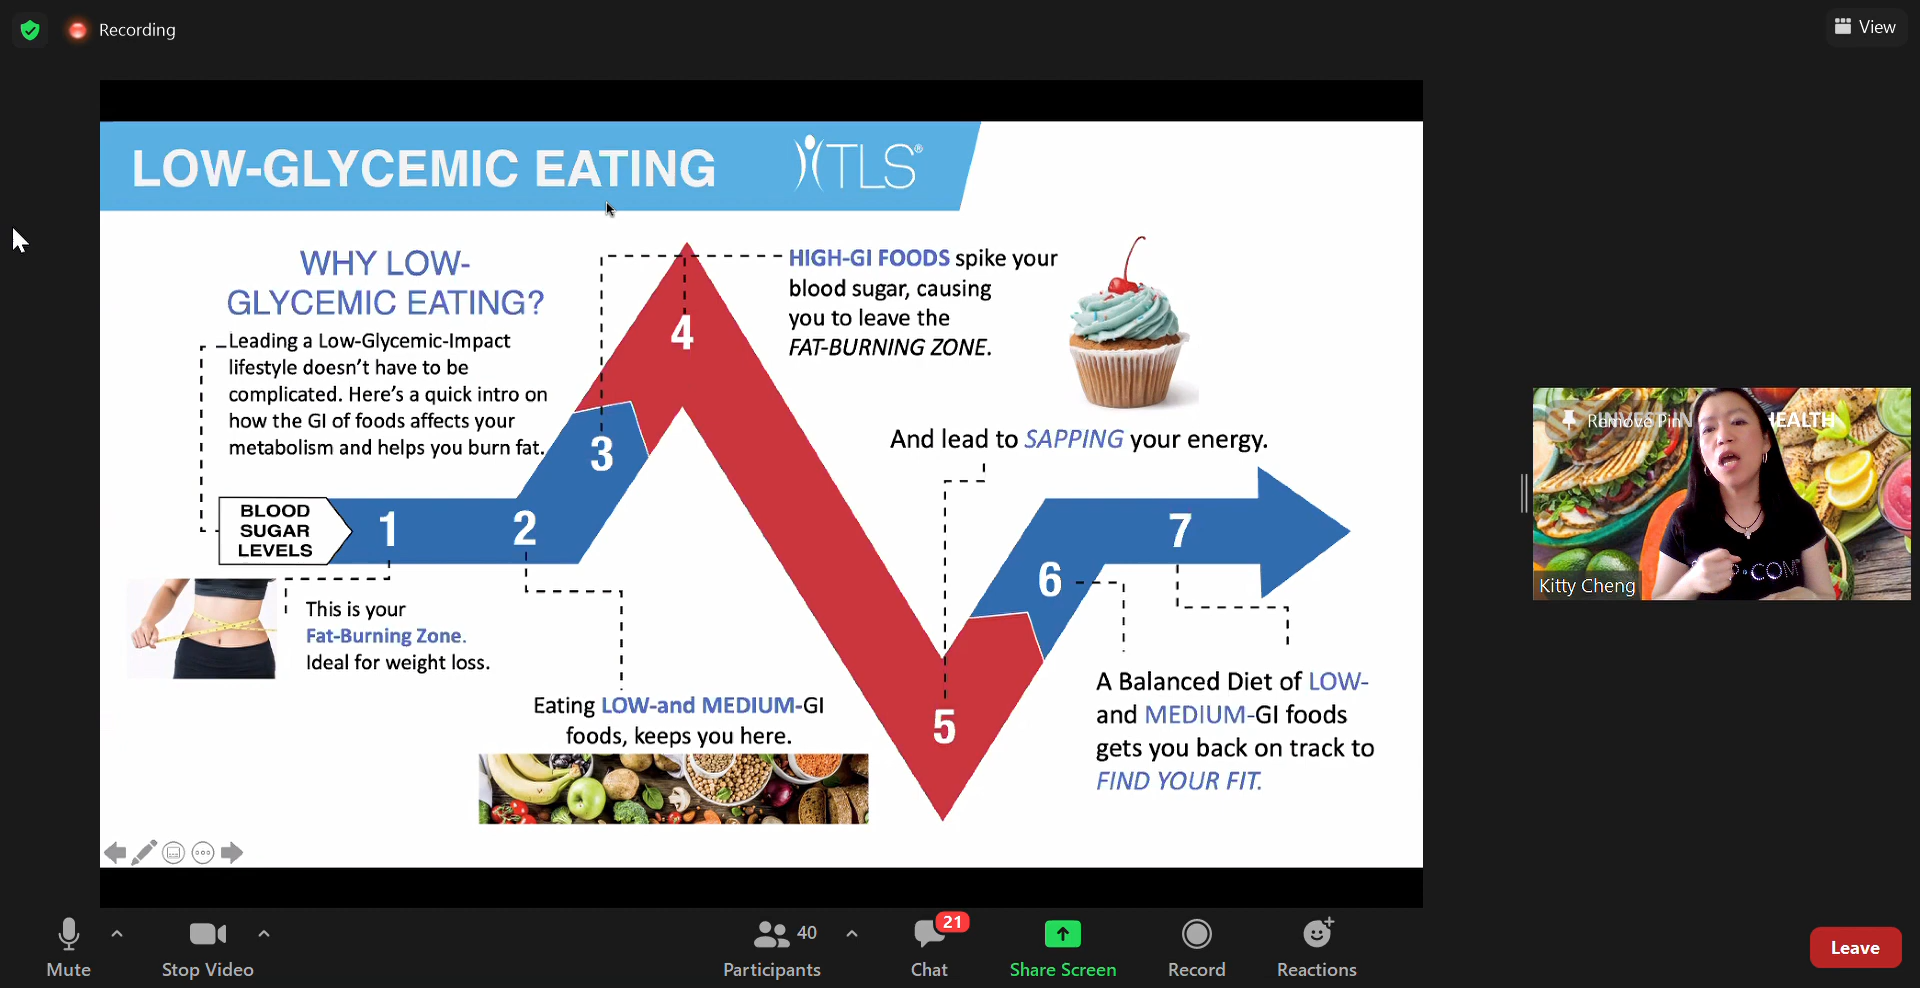 Recording
View
LOW-GLYCEMIC EATING
TLS®
WHY LOW-
GLYCEMIC EATING?
Leading a Low-Glycemic-Impact
lifestyle doesn't have to be
complicated. Here's a quick intro on
how the GI of foods affects your
metabolism and helps you burn fat.
BLOOD
SUGAR
LEVELS
1
2
3
4
5
6
7
This is your
Fat-Burning Zone.
Ideal for weight loss.
Eating LOW-and MEDIUM-GI
foods, keeps you here.
HIGH-GI FOODS spike your
blood sugar, causing
you to leave the
FAT-BURNING ZONE.
And lead to SAPPING your energy.
A Balanced Diet of LOW-
and MEDIUM-GI foods
gets you back on track to
FIND YOUR FIT.
Remove Pin
INVEST IN HEALTH
COM
Kitty Cheng
Mute
Stop Video
40
Participants
21
Chat
Share Screen
Record
Reactions
Leave